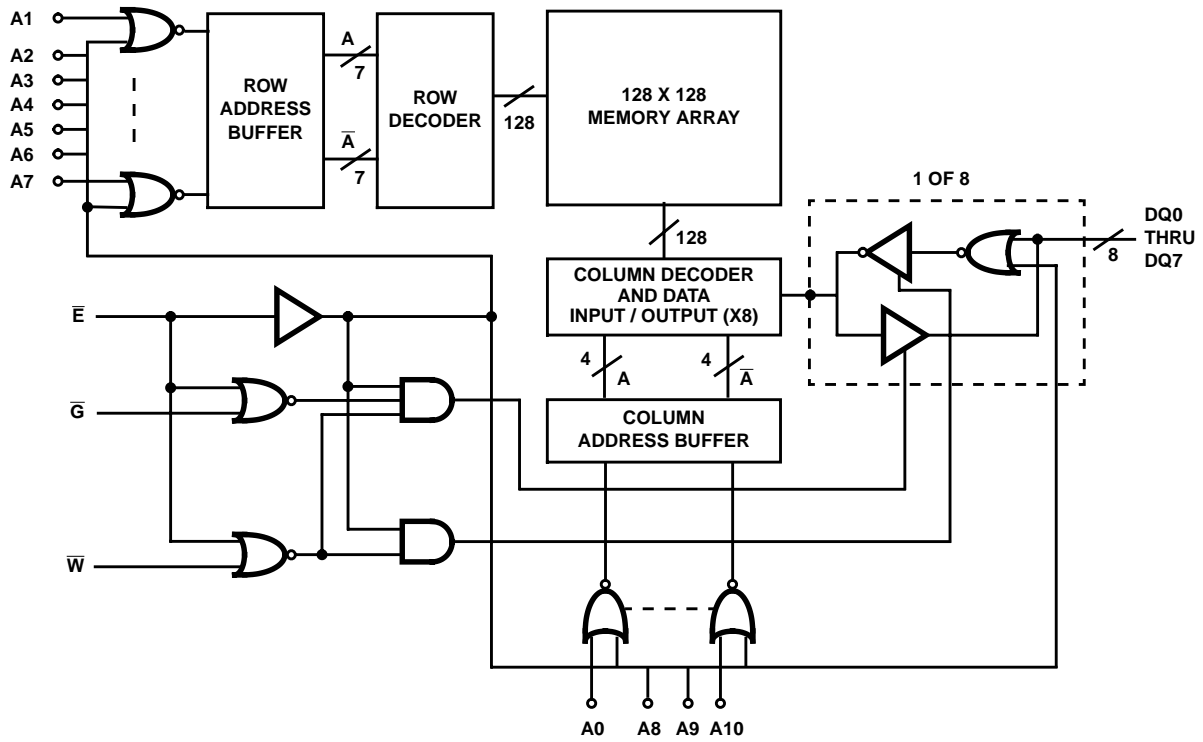 A1
A2
A3
A4
A5
A6
A7
ROW
ADDRESS
BUFFER
A
7
A̅
7
ROW
DECODER
128
128 X 128
MEMORY ARRAY
128
1 OF 8
DQ0
THRU
DQ7
8
COLUMN DECODER
AND DATA
INPUT / OUTPUT (X8)
4
A
4
A̅
COLUMN
ADDRESS BUFFER
E̅
G̅
W̅
A0
A8
A9
A10